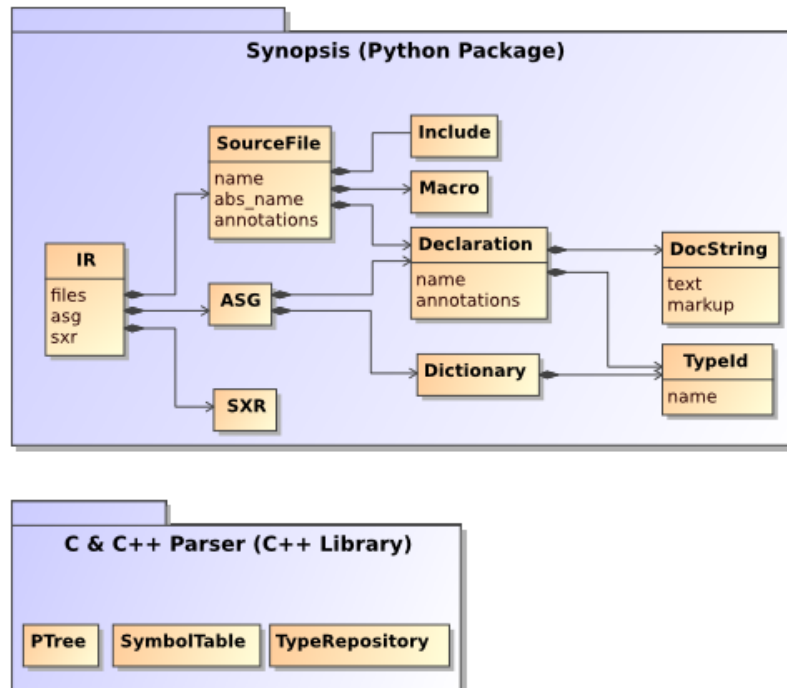 Synopsis (Python Package)
Include
SourceFile
name
abs_name
annotations
Macro
Declaration
name
annotations
DocString
text
markup
IR
files
asg
sxr
ASG
Dictionary
TypeId
name
SXR
C & C++ Parser (C++ Library)
PTree
SymbolTable
TypeRepository